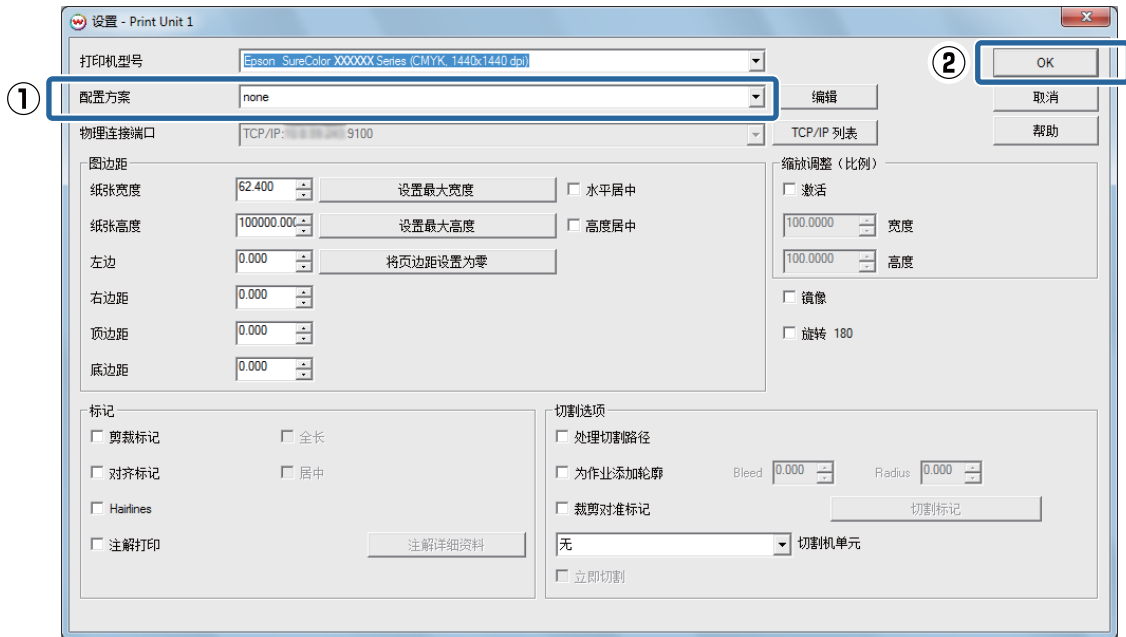 设置 - Print Unit 1
打印机型号 Epson SureColor XXXXXX Series (CMYK, 1440x1440 dpi) ② OK
① 配置方案 none 编辑 取消
物理连接端口 TCP/IP: 9100 TCP/IP 列表 帮助
图边距 缩放调整（比例）
纸张宽度 62.400 设置最大宽度 水平居中 激活
纸张高度 100000.00 设置最大高度 高度居中 100.0000 宽度
左边 0.000 将页边距设置为零 100.0000 高度
右边距 0.000 镜像
顶边距 0.000 旋转 180
底边距 0.000
标记 切割选项
剪裁标记 全长 处理切割路径
对齐标记 居中 为作业添加轮廓 Bleed 0.000 Radius 0.000
Hairlines 裁剪对准标记 切割标记
注解打印 注解详细资料 无 切割机单元
立即切割